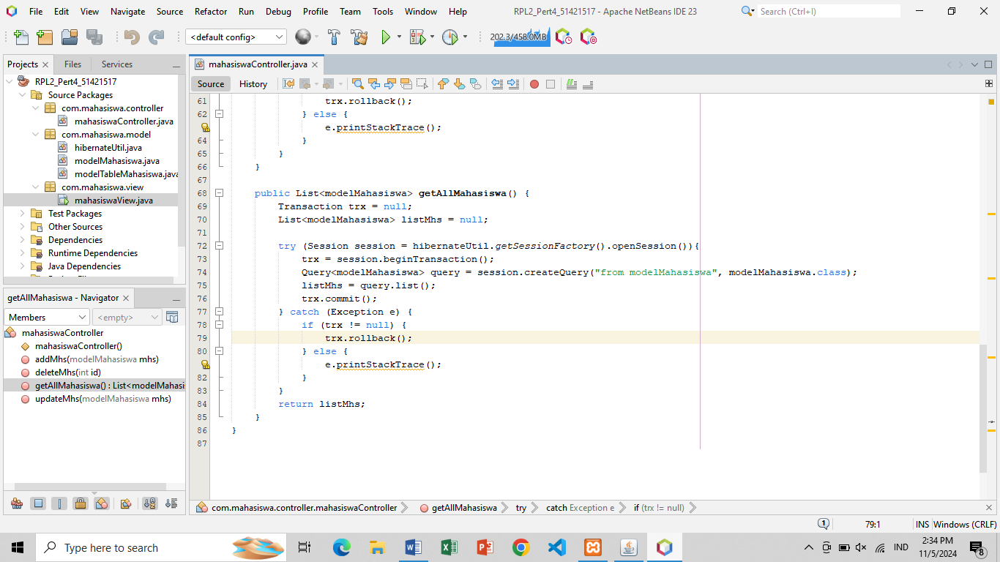 File Edit View Navigate Source Refactor Run Debug Profile Team Tools Window Help RPL2_Pert4_51421517 - Apache NetBeans IDE 23 Search (Ctrl+I)
<default config> 202.3/458.0MB
Projects Files Services
RPL2_Pert4_51421517
Source Packages
com.mahasiswa.controller
mahasiswaController.java
com.mahasiswa.model
hibernateUtil.java
modelMahasiswa.java
modelTableMahasiswa.java
com.mahasiswa.view
mahasiswaView.java
Test Packages
Other Sources
Dependencies
Runtime Dependencies
Java Dependencies
getAllMahasiswa - Navigator
Members <empty>
mahasiswaController
mahasiswaController()
addMhs(modelMahasiswa mhs)
deleteMhs(int id)
getAllMahasiswa() : List<modelMahasi
updateMhs(modelMahasiswa mhs)
mahasiswaController.java
Source History
61 trx.rollback();
62 } else {
e.printStackTrace();
64 }
65 }
66 }
67
68 public List<modelMahasiswa> getAllMahasiswa() {
69 Transaction trx = null;
70 List<modelMahasiswa> listMhs = null;
71
72 try (Session session = hibernateUtil.getSessionFactory().openSession()){
73 trx = session.beginTransaction();
74 Query<modelMahasiswa> query = session.createQuery("from modelMahasiswa", modelMahasiswa.class);
75 listMhs = query.list();
76 trx.commit();
77 } catch (Exception e) {
78 if (trx != null) {
79 trx.rollback();
80 } else {
e.printStackTrace();
82 }
83 }
84 return listMhs;
85 }
86 }
87
com.mahasiswa.controller.mahasiswaController getAllMahasiswa try catch Exception e if (trx != null)
1 79:1 INS Windows (CRLF)
Type here to search IND 2:34 PM
11/5/2024 8